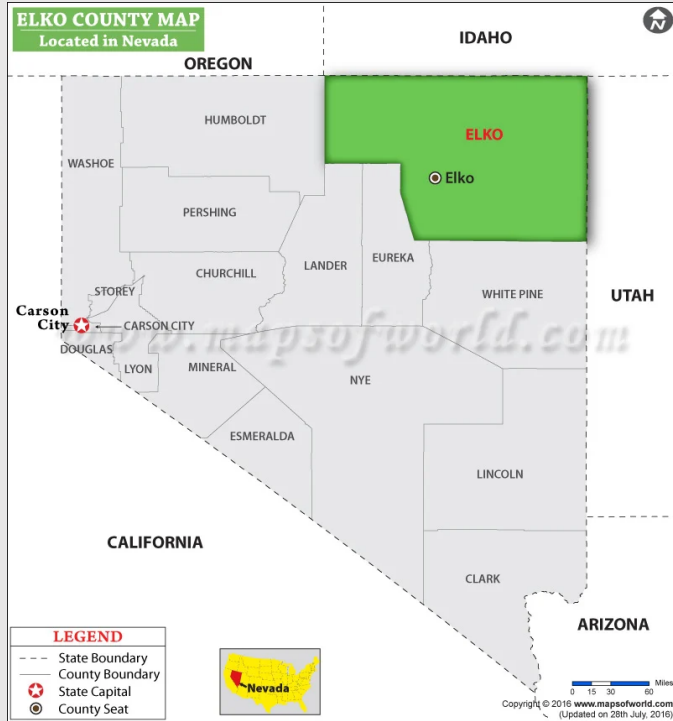 ELKO COUNTY MAP
Located in Nevada
N
IDAHO
OREGON
HUMBOLDT
ELKO
WASHOE
Elko
PERSHING
LANDER
EUREKA
CHURCHILL
STOREY
WHITE PINE
UTAH
Carson
City
CARSON CITY
www.mapsofworld.com
DOUGLAS
LYON
MINERAL
NYE
ESMERALDA
LINCOLN
CALIFORNIA
CLARK
ARIZONA
LEGEND
State Boundary
County Boundary
State Capital
County Seat
Nevada
Miles
0 15 30 60
Copyright © 2016 www.mapsofworld.com
(Updated on 28th July, 2016)